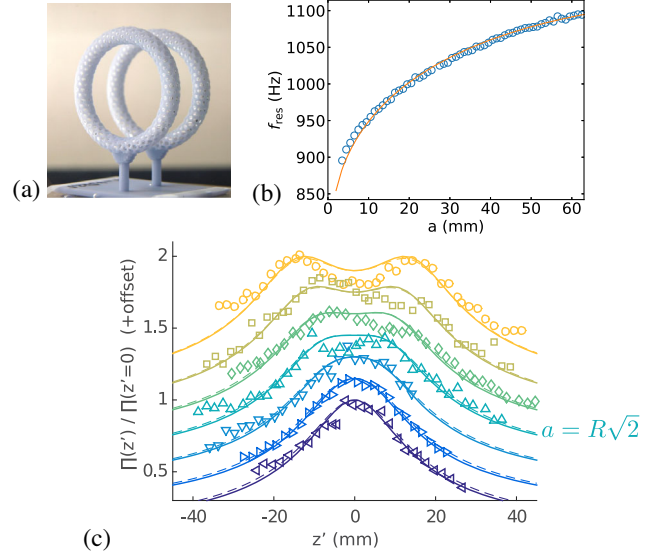 (a)
(b)
1100
1050
1000
950
900
850
f_res (Hz)
0 10 20 30 40 50 60
a (mm)
(c)
2
1.5
1
0.5
∏(z') / ∏(z'=0) (+offset)
a = R√2
-40 -20 0 20 40
z' (mm)